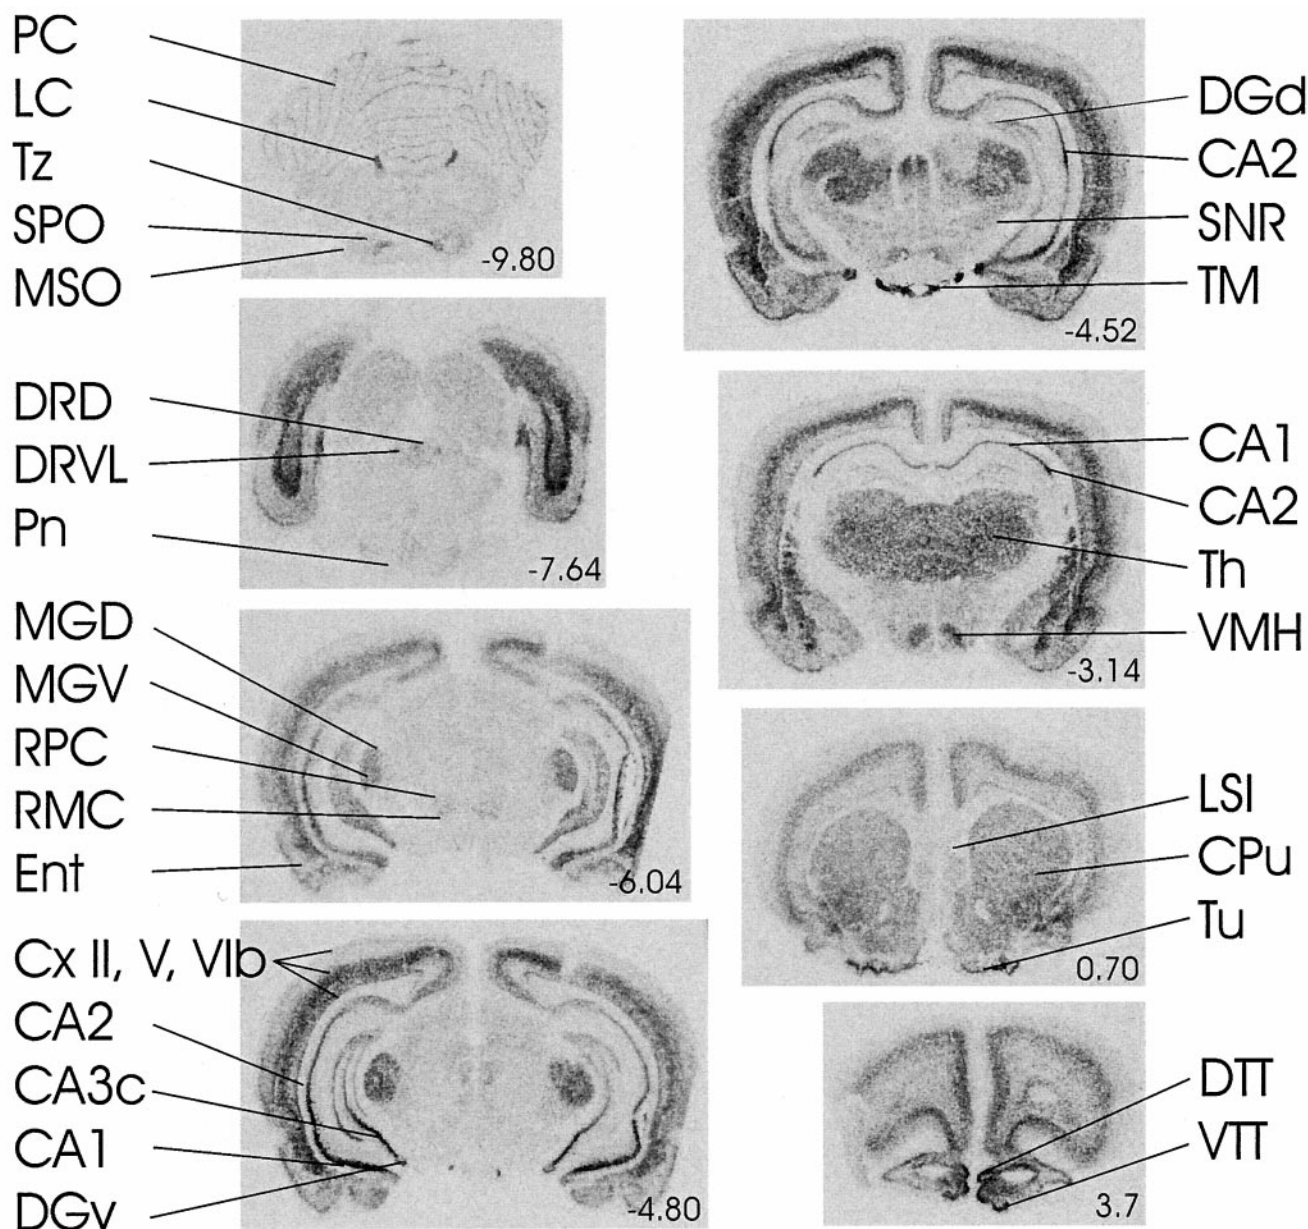 PC
LC
Tz
SPO
MSO
-9.80
DRD
DRVL
Pn
-7.64
MGD
MGV
RPC
RMC
Ent
-6.04
Cx II, V, VIb
CA2
CA3c
CA1
DGv
-4.80
DGd
CA2
SNR
TM
-4.52
CA1
CA2
Th
VMH
-3.14
LSI
CPu
Tu
0.70
DTT
VTT
3.7